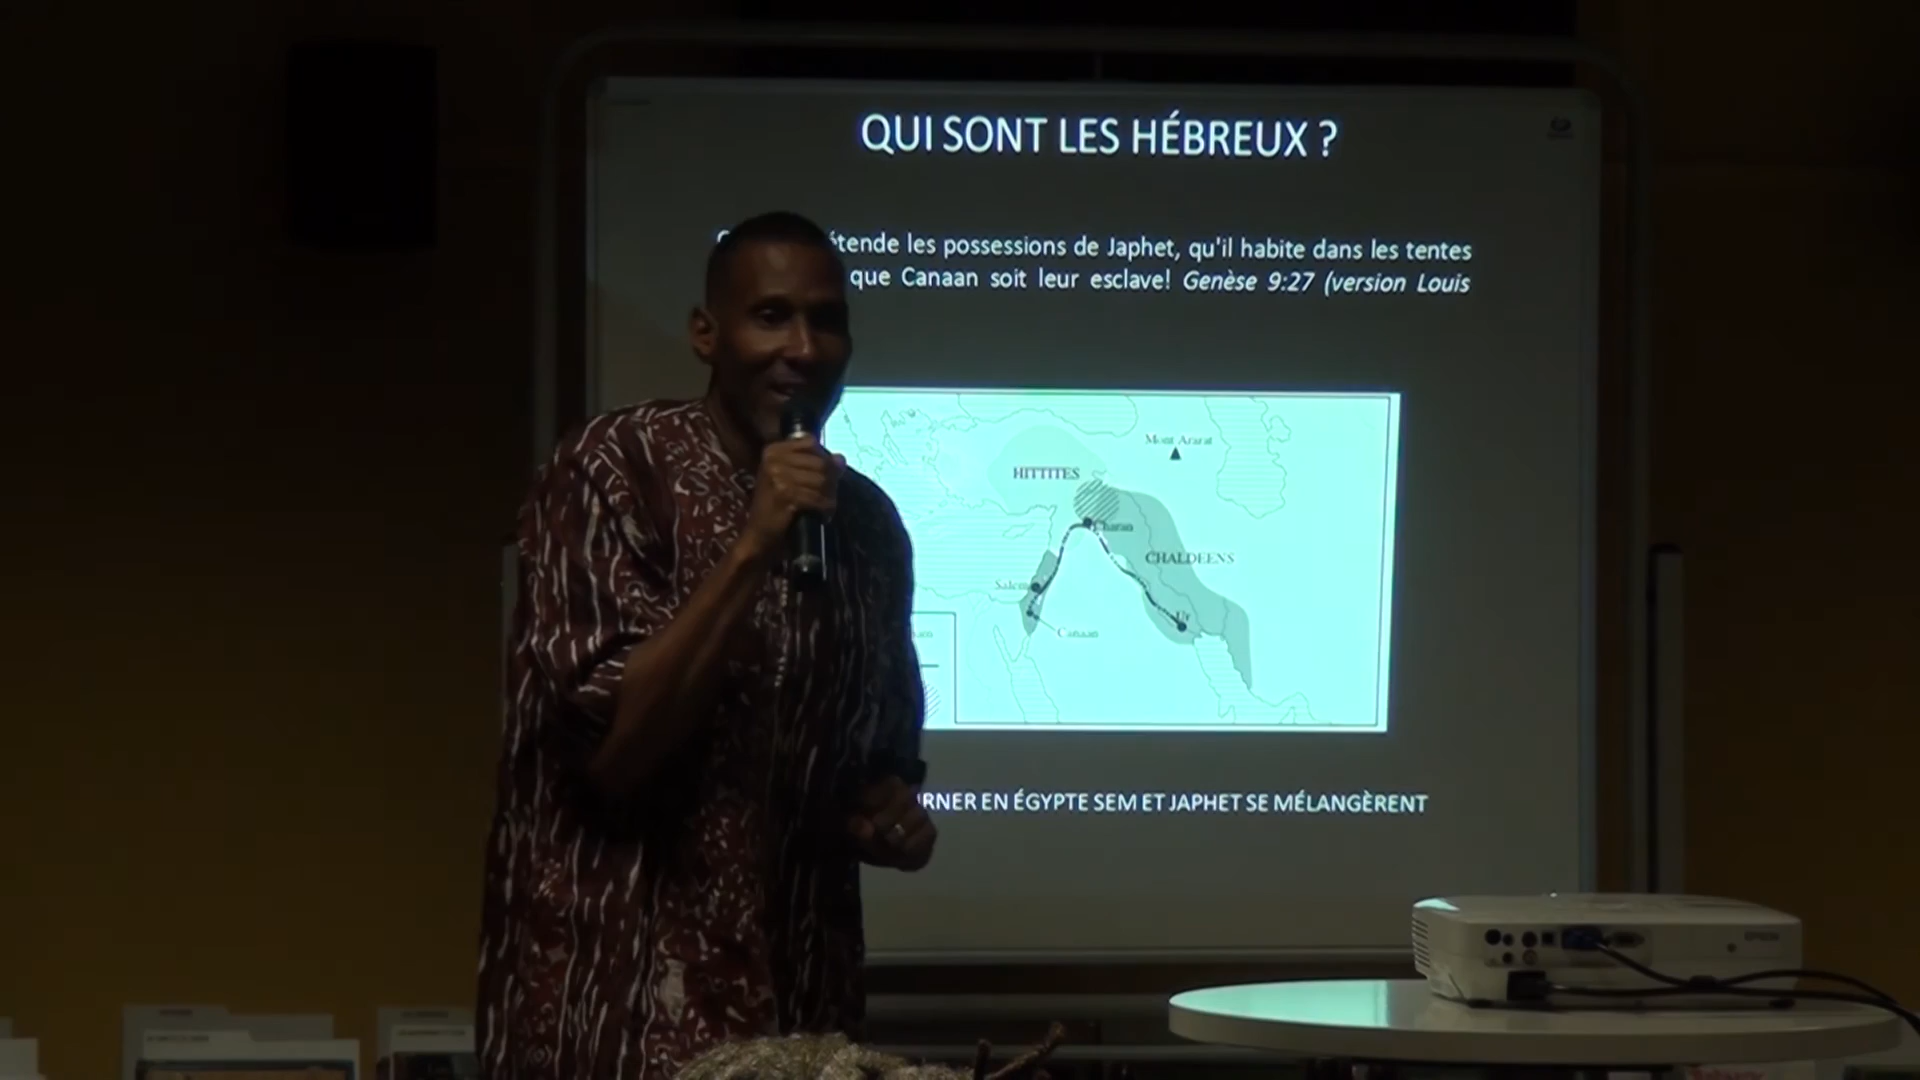 QUI SONT LES HÉBREUX ?
étende les possessions de Japhet, qu'il habite dans les tentes
que Canaan soit leur esclave! Genèse 9:27 (version Louis
Mont Ararat
HITTITES
Charan
CHALDEENS
Salem
Ur
Canaan
RNER EN ÉGYPTE SEM ET JAPHET SE MÉLANGÈRENT
EPSON